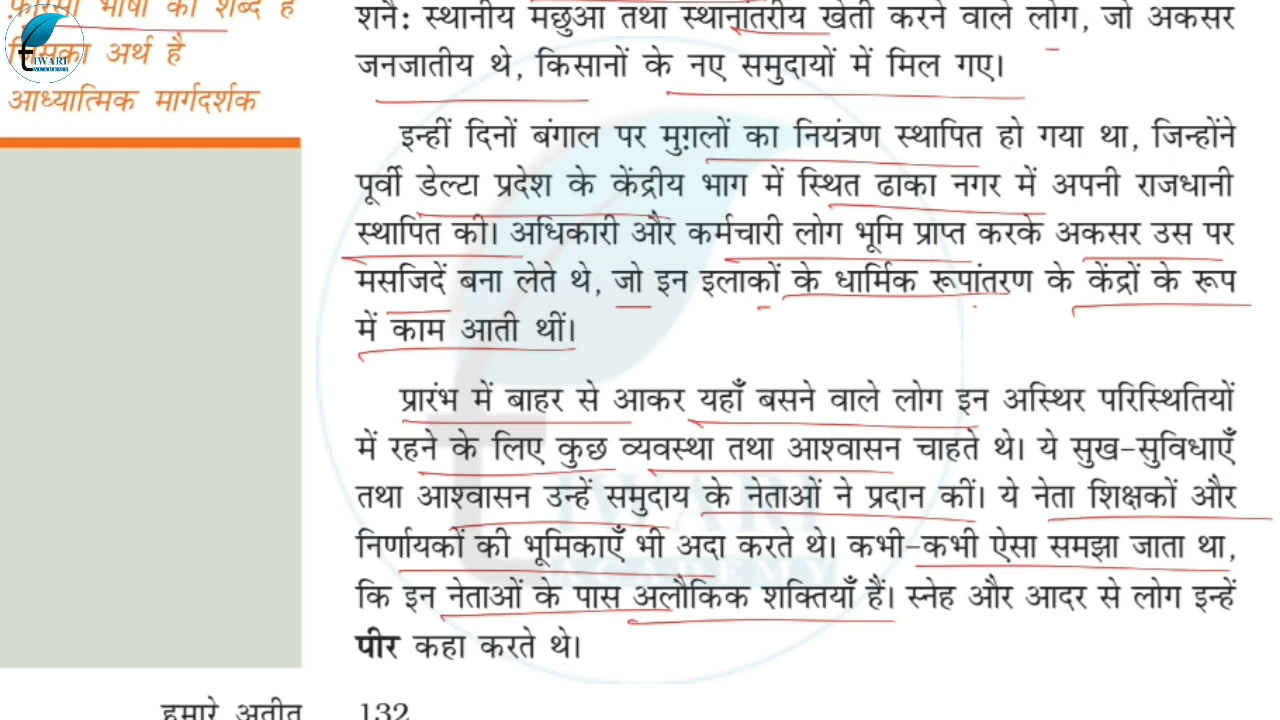 फ़ारसी भाषा का शब्द है
जिसका अर्थ है
आध्यात्मिक मार्गदर्शक
TIWARI
ACADEMY
शनै: स्थानीय मछुआ तथा स्थानांतरीय खेती करने वाले लोग, जो अकसर
जनजातीय थे, किसानों के नए समुदायों में मिल गए।
इन्हीं दिनों बंगाल पर मुग़लों का नियंत्रण स्थापित हो गया था, जिन्होंने
पूर्वी डेल्टा प्रदेश के केंद्रीय भाग में स्थित ढाका नगर में अपनी राजधानी
स्थापित की। अधिकारी और कर्मचारी लोग भूमि प्राप्त करके अकसर उस पर
मसजिदें बना लेते थे, जो इन इलाकों के धार्मिक रूपांतरण के केंद्रों के रूप
में काम आती थीं।
प्रारंभ में बाहर से आकर यहाँ बसने वाले लोग इन अस्थिर परिस्थितियों
में रहने के लिए कुछ व्यवस्था तथा आश्वासन चाहते थे। ये सुख-सुविधाएँ
तथा आश्वासन उन्हें समुदाय के नेताओं ने प्रदान कीं। ये नेता शिक्षकों और
निर्णायकों की भूमिकाएँ भी अदा करते थे। कभी-कभी ऐसा समझा जाता था,
कि इन नेताओं के पास अलौकिक शक्तियाँ हैं। स्नेह और आदर से लोग इन्हें
पीर कहा करते थे।
TIWARI
ACADEMY
हमारे अतीत 132